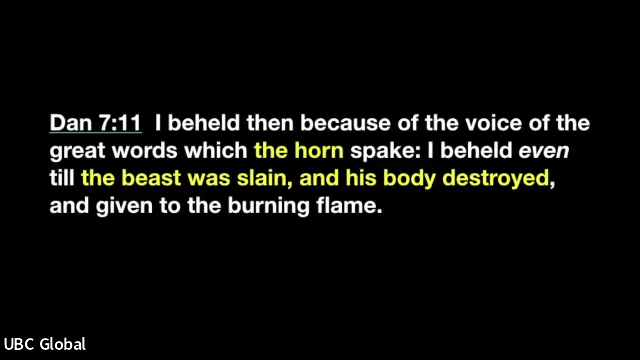 Dan 7:11 I beheld then because of the voice of the
great words which the horn spake: I beheld even
till the beast was slain, and his body destroyed,
and given to the burning flame.
UBC Global